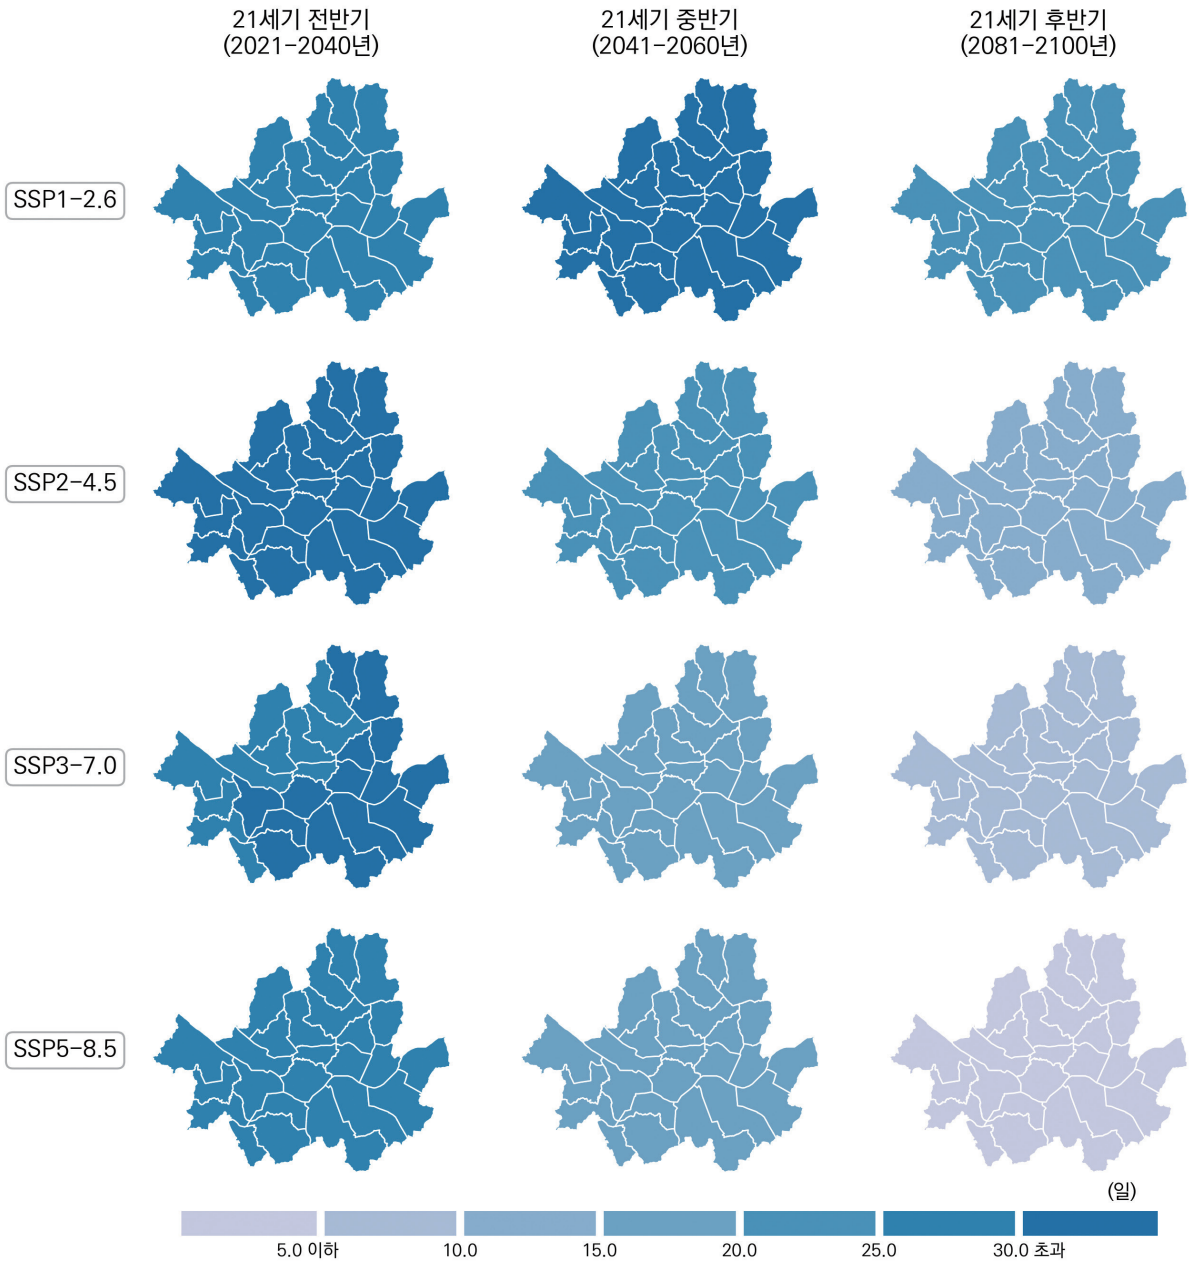 21세기 전반기
(2021-2040년)
21세기 중반기
(2041-2060년)
21세기 후반기
(2081-2100년)
SSP1-2.6
SSP2-4.5
SSP3-7.0
SSP5-8.5
(일)
5.0 이하
10.0
15.0
20.0
25.0
30.0 초과